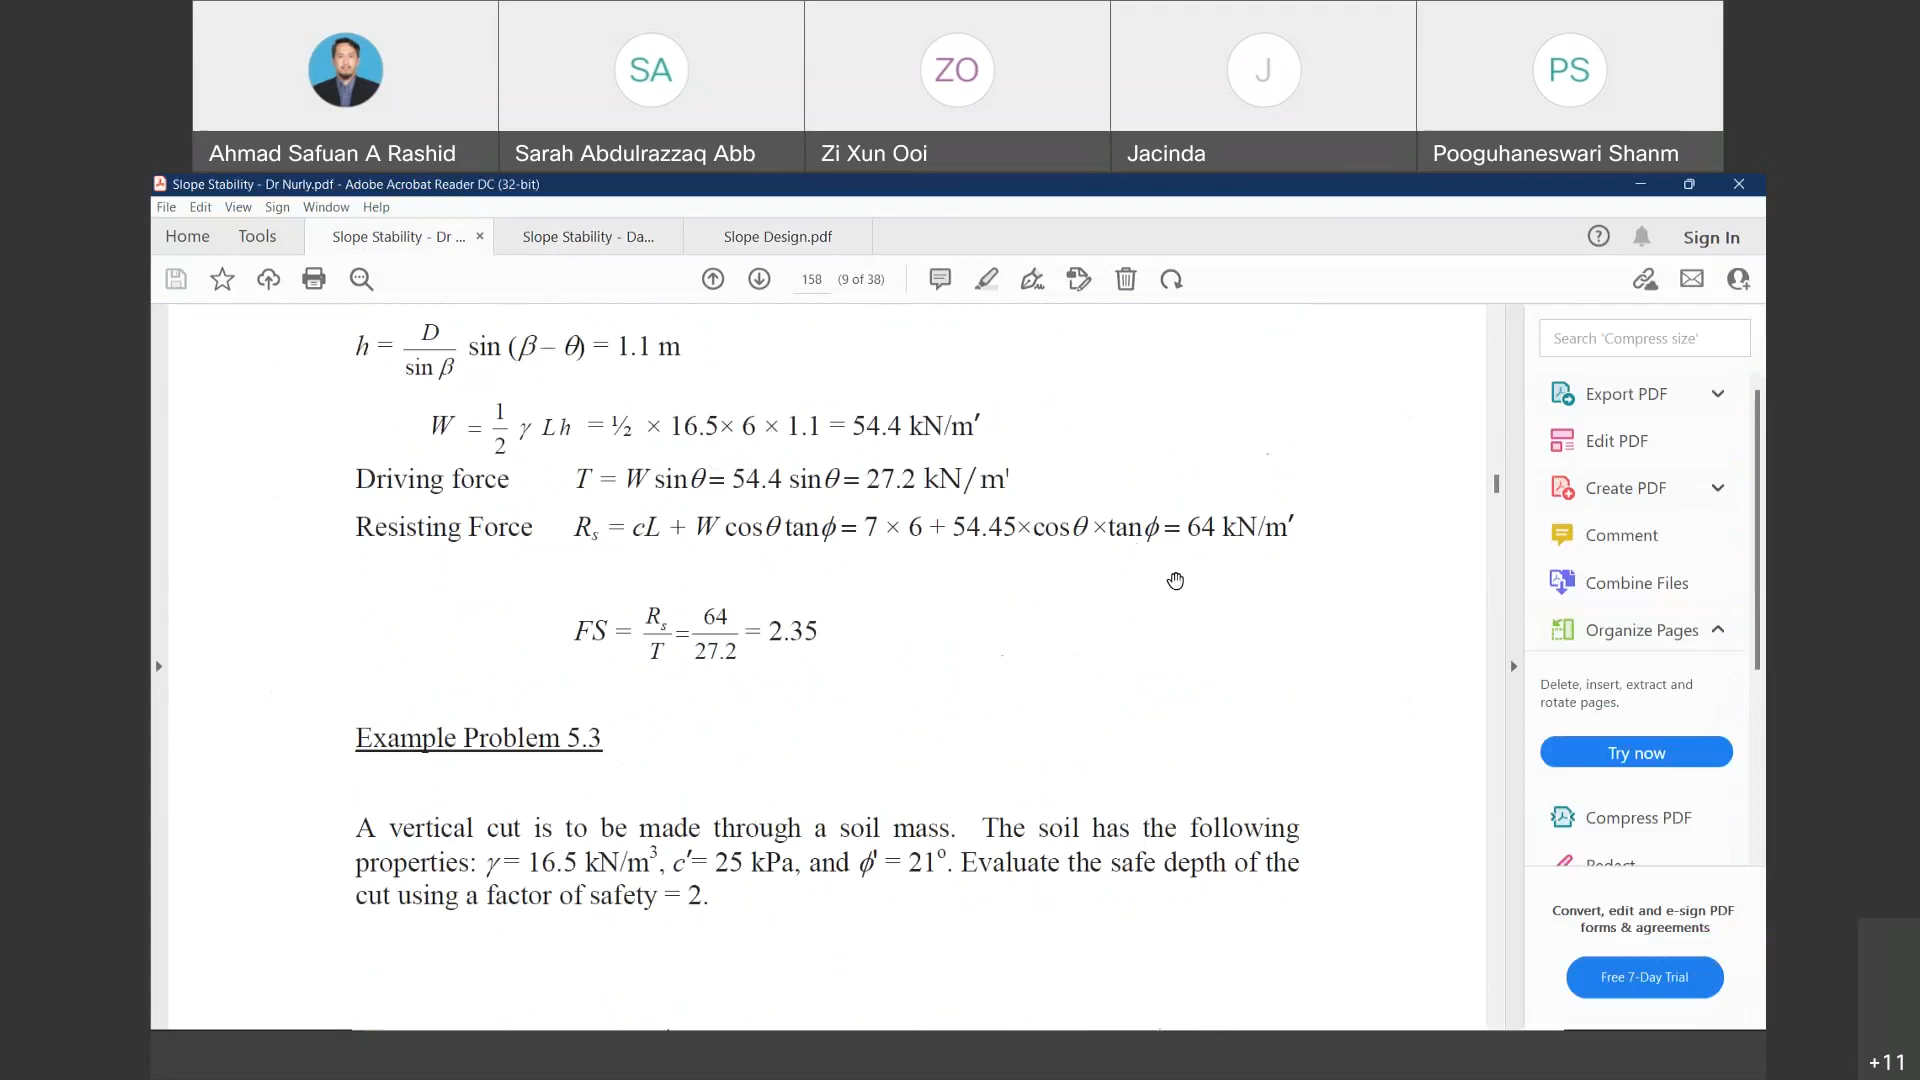 SA
ZO
J
PS
Ahmad Safuan A Rashid
Sarah Abdulrazzaq Abb
Zi Xun Ooi
Jacinda
Pooguhaneswari Shanm
Slope Stability - Dr Nurly.pdf - Adobe Acrobat Reader DC (32-bit)
File Edit View Sign Window Help
Home Tools Slope Stability - Dr ... × Slope Stability - Da... Slope Design.pdf Sign In
158 (9 of 38)
h = D / sin β sin (β – θ) = 1.1 m
W = 1/2 γ L h = ½ × 16.5× 6 × 1.1 = 54.4 kN/m′
Driving force T = W sin θ = 54.4 sin θ = 27.2 kN/m'
Resisting Force Rs = cL + W cos θ tan ϕ = 7 × 6 + 54.45×cos θ ×tan ϕ = 64 kN/m′
FS = Rs / T = 64 / 27.2 = 2.35
Example Problem 5.3
A vertical cut is to be made through a soil mass. The soil has the following
properties: γ = 16.5 kN/m³, c′= 25 kPa, and ϕ' = 21°. Evaluate the safe depth of the
cut using a factor of safety = 2.
Search 'Compress size'
Export PDF
Edit PDF
Create PDF
Comment
Combine Files
Organize Pages
Delete, insert, extract and
rotate pages.
Try now
Compress PDF
Redact
Convert, edit and e-sign PDF
forms & agreements
Free 7-Day Trial
+11